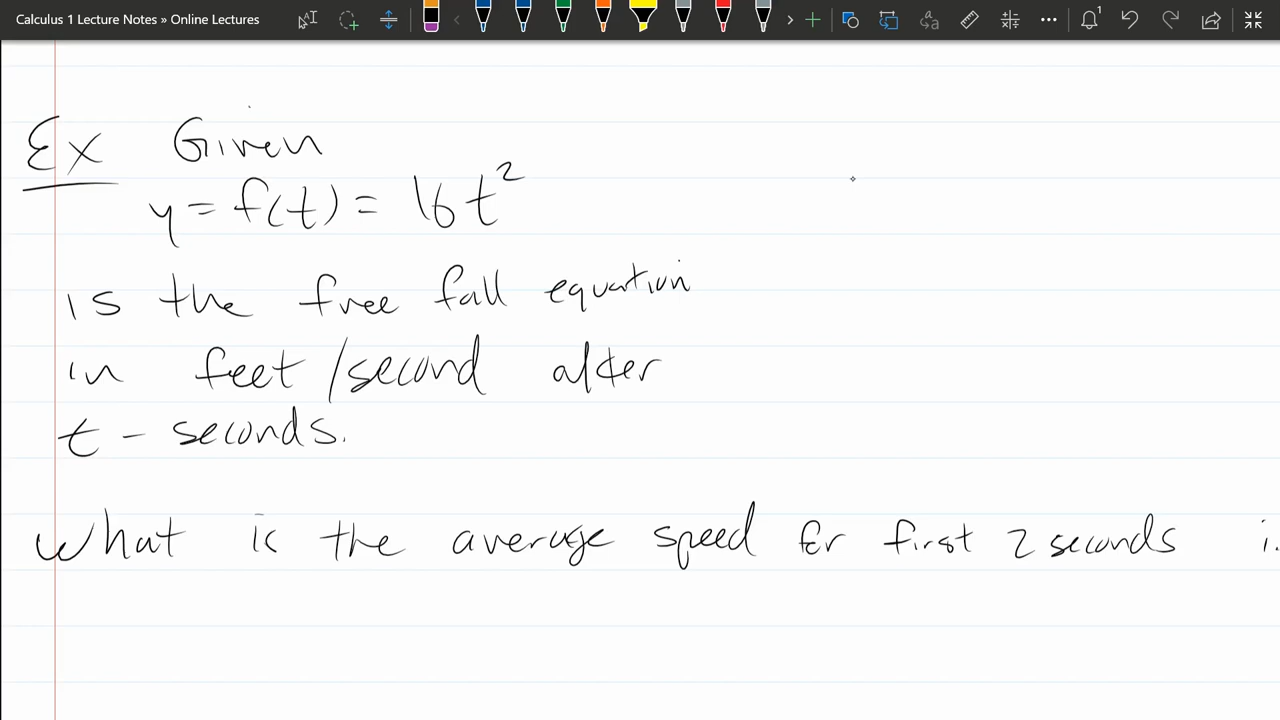 Calculus 1 Lecture Notes » Online Lectures
Ex Given
y = f(t) = 16t²
is the free fall equation
in feet/second after
t - seconds.
What is the average speed for first 2 seconds i.